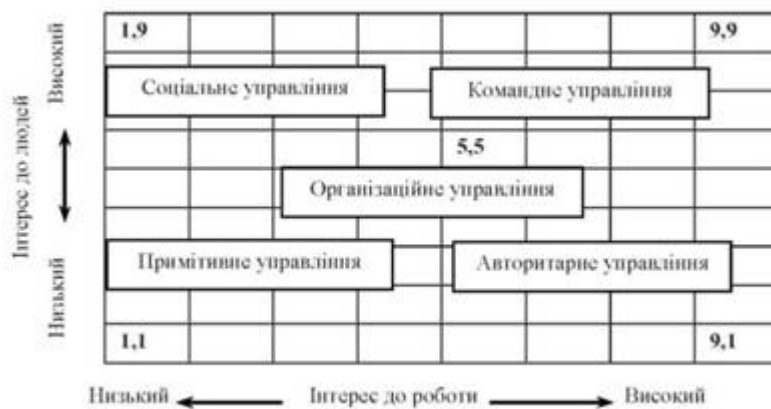 1,9
9,9
Соціальне управління
Командне управління
5,5
Організаційне управління
Примітивне управління
Авторитарне управління
1,1
9,1
Високий
Інтерес до людей
Низький
Низький
Інтерес до роботи
Високий